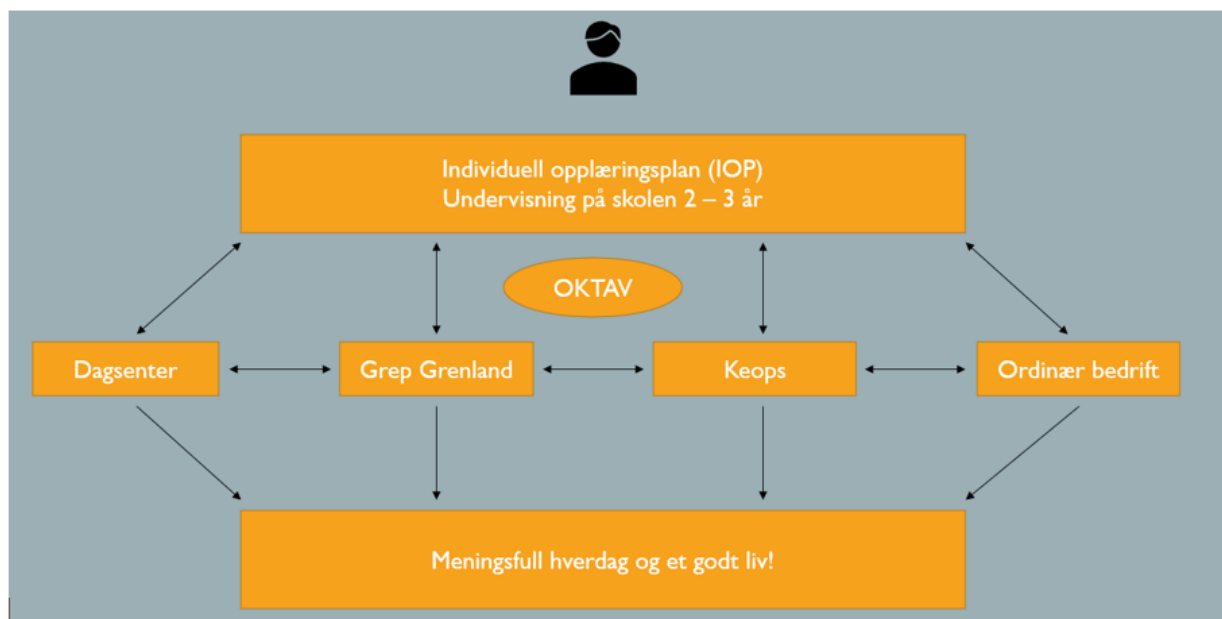 Individuell opplæringsplan (IOP)
Undervisning på skolen 2 – 3 år
OKTAV
Dagsenter
Grep Grenland
Keops
Ordinær bedrift
Meningsfull hverdag og et godt liv!